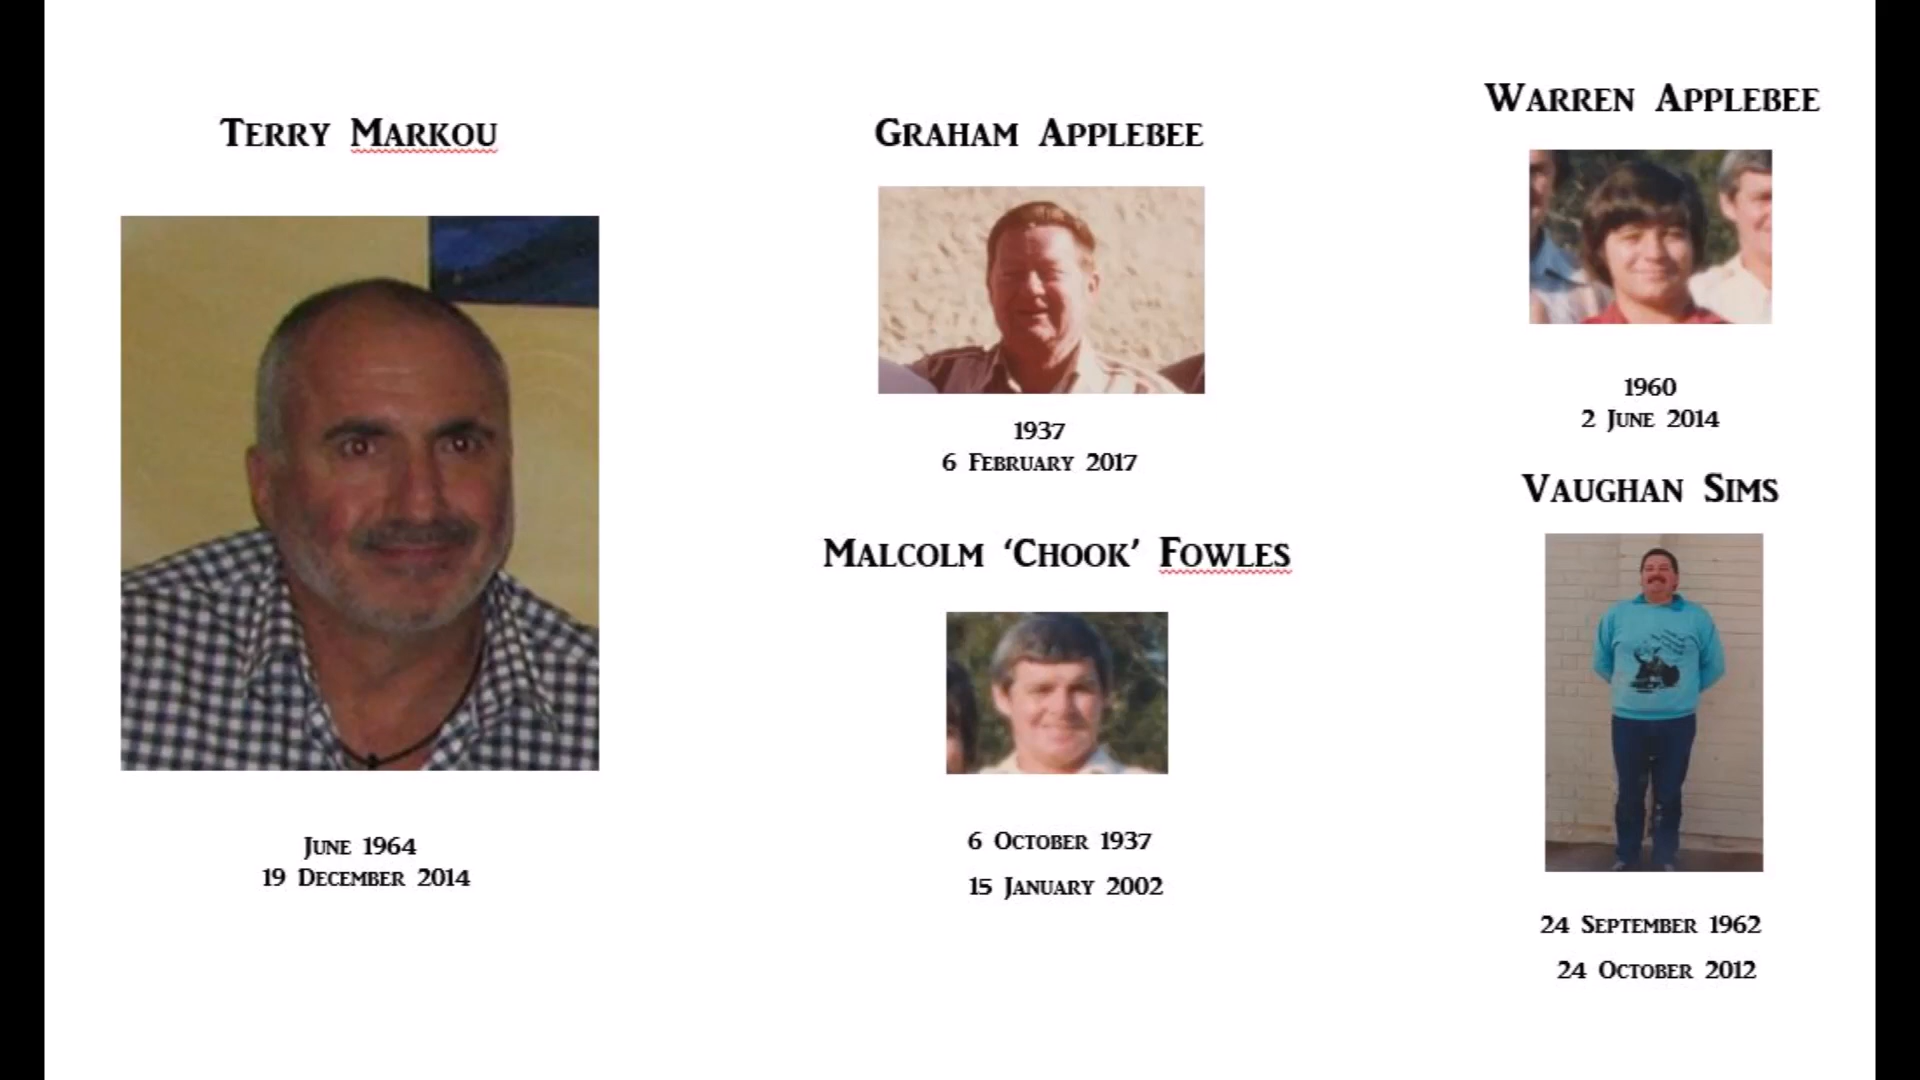 Terry Markou
June 1964
19 December 2014
Graham Applebee
1937
6 February 2017
Malcolm ‘Chook’ Fowles
6 October 1937
15 January 2002
Warren Applebee
1960
2 June 2014
Vaughan Sims
24 September 1962
24 October 2012